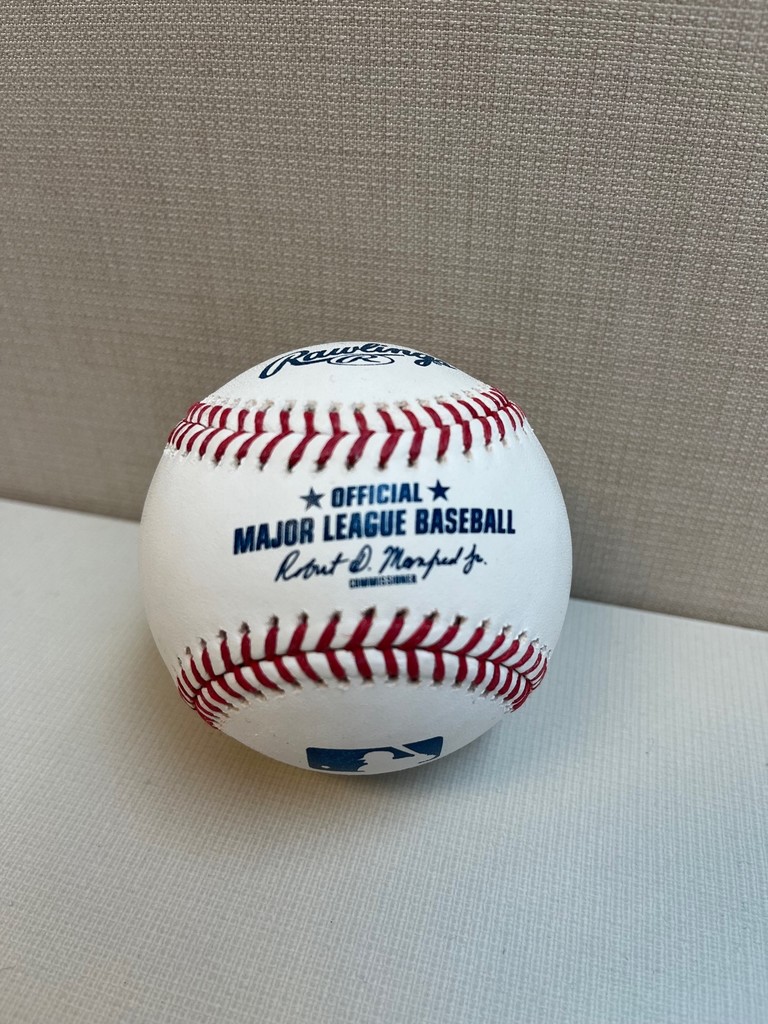 Rawlings
R
OFFICIAL
MAJOR LEAGUE BASEBALL
Robert D. Manfred Jr.
COMMISSIONER